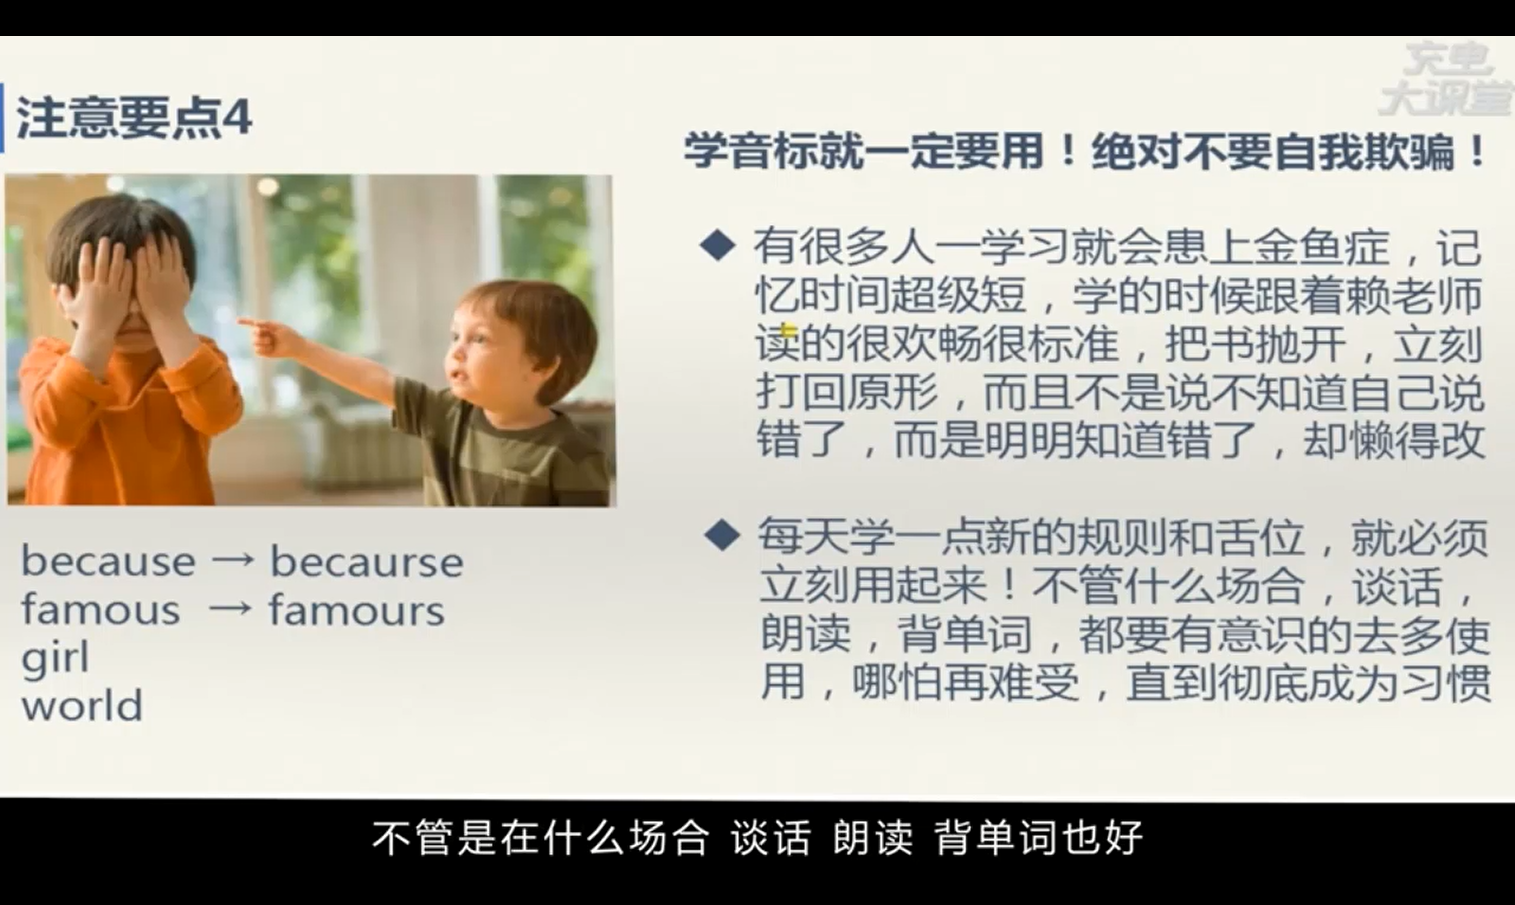 充电
大课堂
注意要点4
学音标就一定要用！绝对不要自我欺骗！
◆ 有很多人一学习就会患上金鱼症，记
忆时间超级短，学的时候跟着赖老师
读的很欢畅很标准，把书抛开，立刻
打回原形，而且不是说不知道自己说
错了，而是明明知道错了，却懒得改
◆ 每天学一点新的规则和舌位，就必须
立刻用起来！不管什么场合，谈话，
朗读，背单词，都要有意识的去多使
用，哪怕再难受，直到彻底成为习惯
because → becaurse
famous → famours
girl
world
不管是在什么场合 谈话 朗读 背单词也好